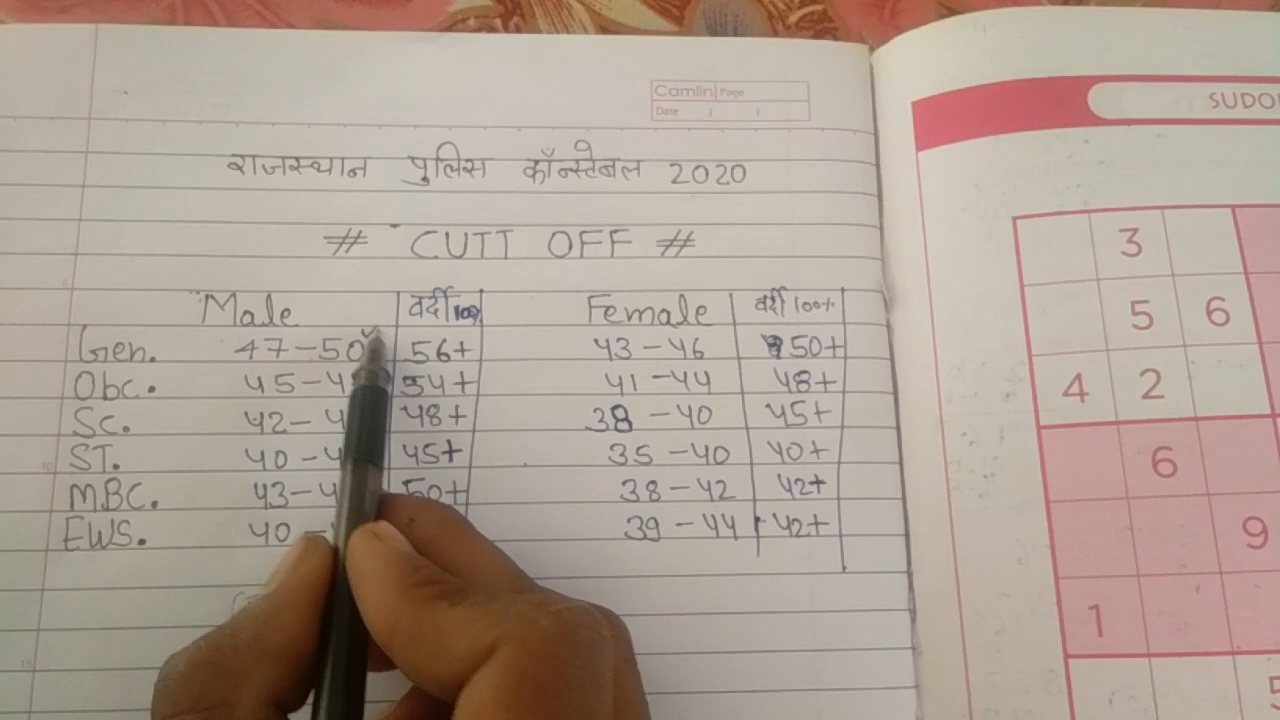 Camlin Page
Date / /
SUDO
राजस्थान पुलिस कॉन्स्टेबल 2020
# CUTT OFF #
Male वर्दी 100% Female वर्दी 100%
Gen. 47-50 56+ 43-46 50+
Obc. 45-4 54+ 41-44 48+
Sc. 42-4 48+ 38-40 45+
ST. 40-4 45+ 35-40 40+
MBC. 43-4 50+ 38-42 42+
EWS. 40- 39-44 42+
3
5 6
4 2
6
9
1
5